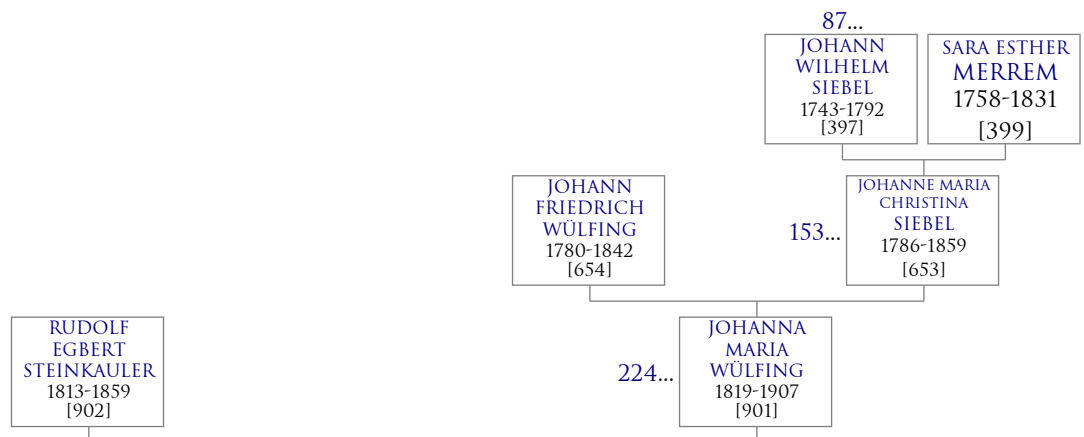 87...
JOHANN
WILHELM
SIEBEL
1743-1792
[397]
SARA ESTHER
MERREM
1758-1831
[399]
JOHANN
FRIEDRICH
WÜLFING
1780-1842
[654]
153...
JOHANNE MARIA
CHRISTINA
SIEBEL
1786-1859
[653]
RUDOLF
EGBERT
STEINKAULER
1813-1859
[902]
224...
JOHANNA
MARIA
WÜLFING
1819-1907
[901]